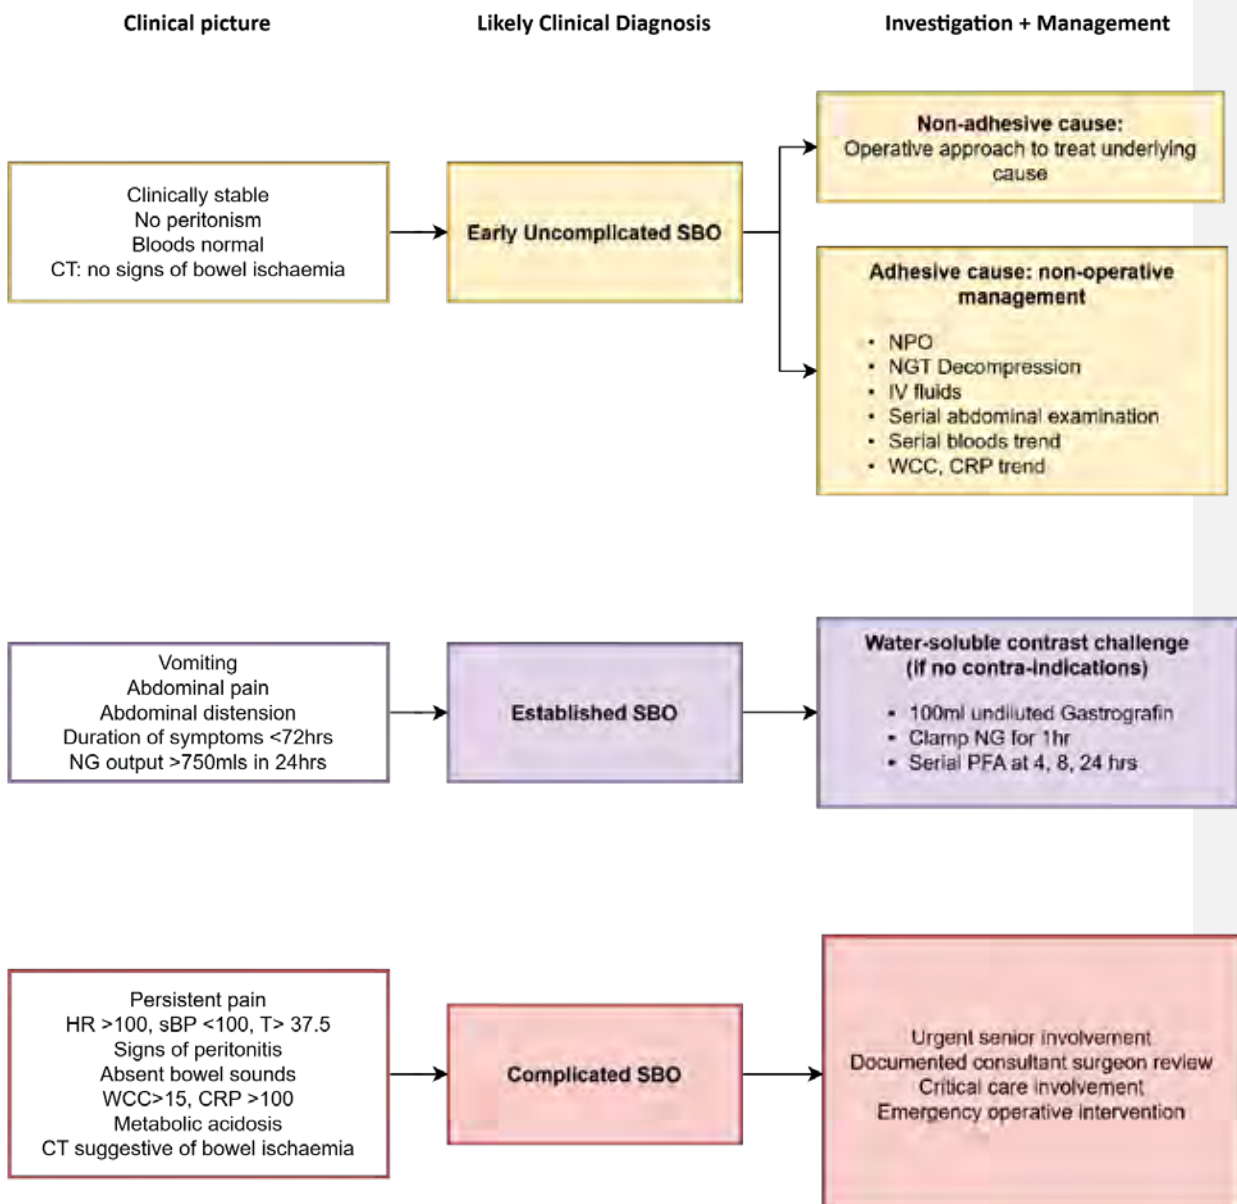 Clinical picture
Likely Clinical Diagnosis
Investigation + Management
Clinically stable
No peritonism
Bloods normal
CT: no signs of bowel ischaemia
Early Uncomplicated SBO
Non-adhesive cause:
Operative approach to treat underlying
cause
Adhesive cause: non-operative
management
• NPO
• NGT Decompression
• IV fluids
• Serial abdominal examination
• Serial bloods trend
• WCC, CRP trend
Vomiting
Abdominal pain
Abdominal distension
Duration of symptoms <72hrs
NG output >750mls in 24hrs
Established SBO
Water-soluble contrast challenge
(if no contra-indications)
• 100ml undiluted Gastrografin
• Clamp NG for 1hr
• Serial PFA at 4, 8, 24 hrs
Persistent pain
HR >100, sBP <100, T> 37.5
Signs of peritonitis
Absent bowel sounds
WCC>15, CRP >100
Metabolic acidosis
CT suggestive of bowel ischaemia
Complicated SBO
Urgent senior involvement
Documented consultant surgeon review
Critical care involvement
Emergency operative intervention